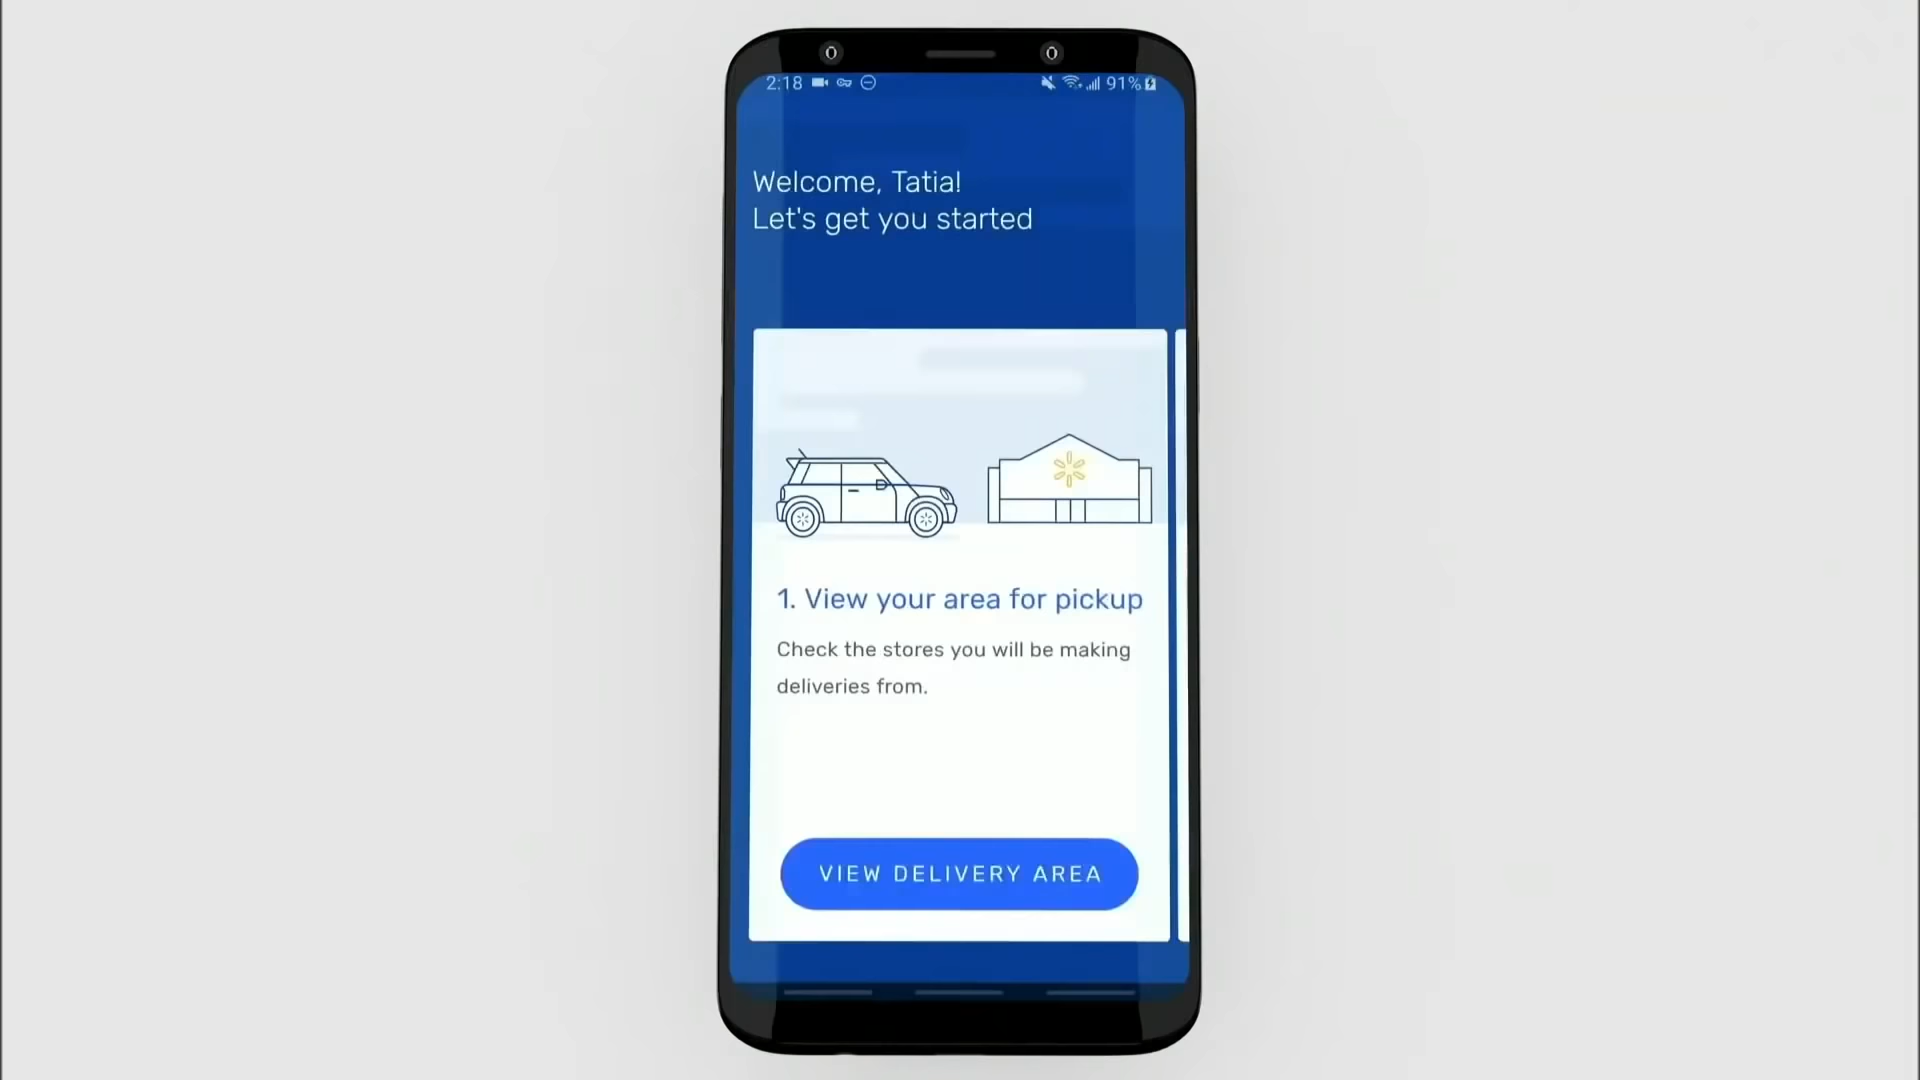 2:18 91%
Welcome, Tatia!
Let's get you started
1. View your area for pickup
Check the stores you will be making
deliveries from.
VIEW DELIVERY AREA